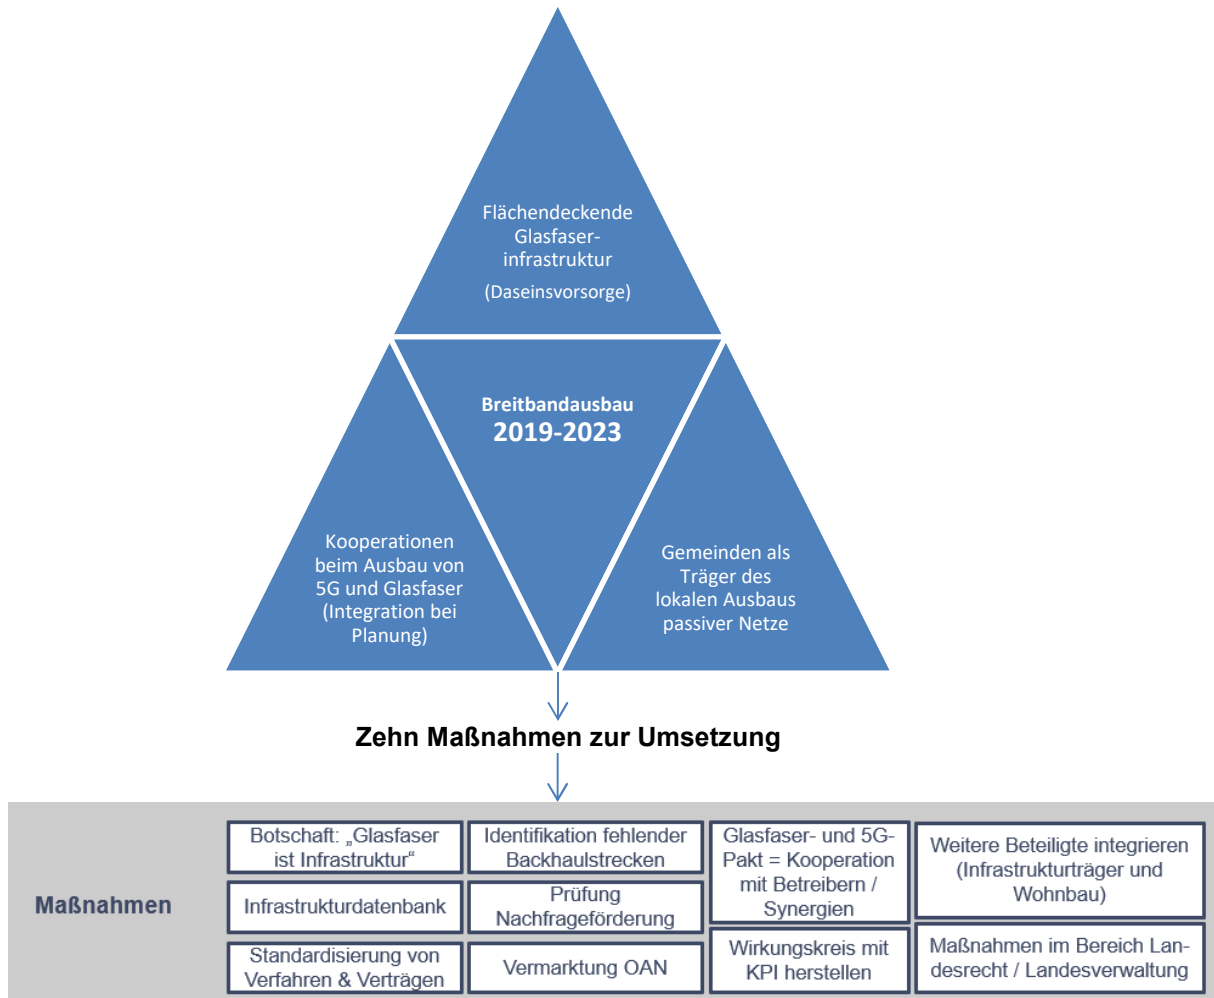 Flächendeckende
Glasfaser-
infrastruktur
(Daseinsvorsorge)
Breitbandausbau
2019-2023
Kooperationen
beim Ausbau von
5G und Glasfaser
(Integration bei
Planung)
Gemeinden als
Träger des
lokalen Ausbaus
passiver Netze
Zehn Maßnahmen zur Umsetzung
Maßnahmen
Botschaft: „Glasfaser
ist Infrastruktur“
Infrastrukturdatenbank
Standardisierung von
Verfahren & Verträgen
Identifikation fehlender
Backhaulstrecken
Prüfung
Nachfrageförderung
Vermarktung OAN
Glasfaser- und 5G-
Pakt = Kooperation
mit Betreibern /
Synergien
Wirkungskreis mit
KPI herstellen
Weitere Beteiligte integrieren
(Infrastrukturträger und
Wohnbau)
Maßnahmen im Bereich Lan-
desrecht / Landesverwaltung